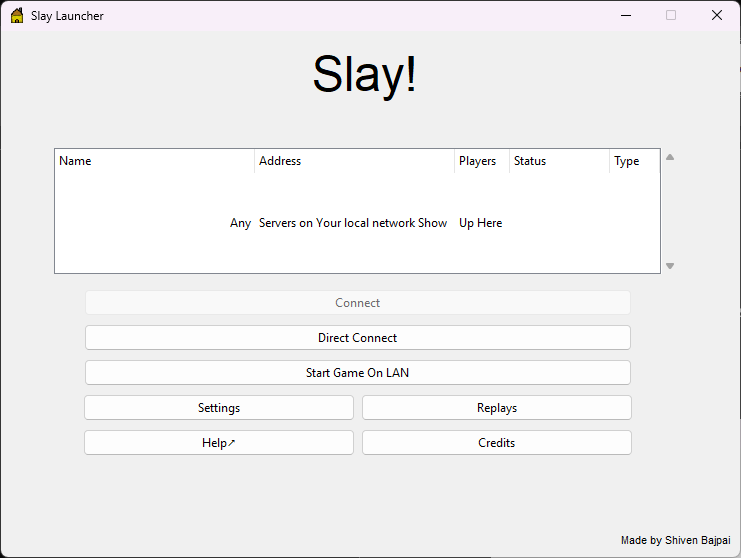 Slay Launcher
Slay!
Name Address Players Status Type
Any Servers on Your local network Show Up Here
Connect
Direct Connect
Start Game On LAN
Settings Replays
Help↗ Credits
Made by Shiven Bajpai